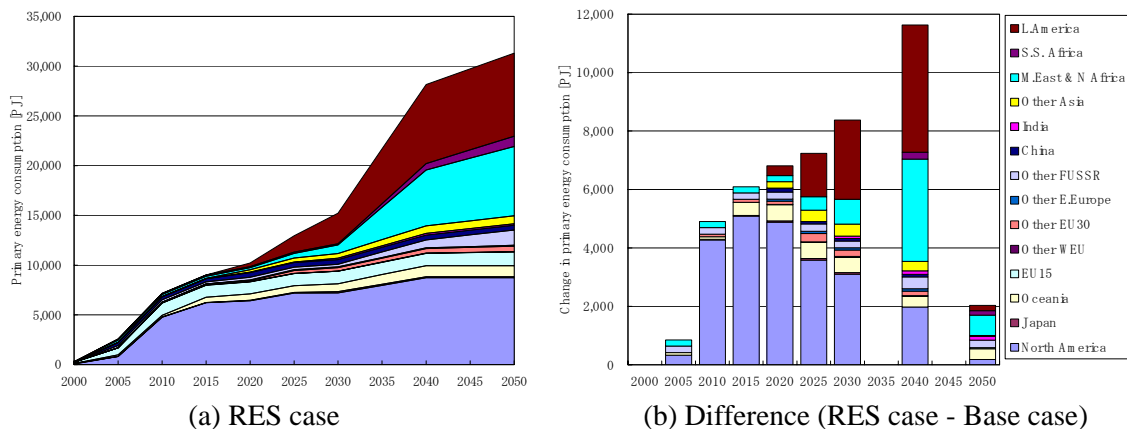 35,000
30,000
25,000
20,000
15,000
10,000
5,000
0
Primary energy consumption [PJ]
2000 2005 2010 2015 2020 2025 2030 2040 2050
(a) RES case
12,000
10,000
8,000
6,000
4,000
2,000
0
Change in primary energy consumption [PJ]
2000 2005 2010 2015 2020 2025 2030 2035 2040 2045 2050
L.America
S.S. Africa
M.East & N Africa
Other Asia
India
China
Other FUSSR
Other E.Europe
Other EU30
Other WEU
EU15
Oceania
Japan
North America
(b) Difference (RES case - Base case)